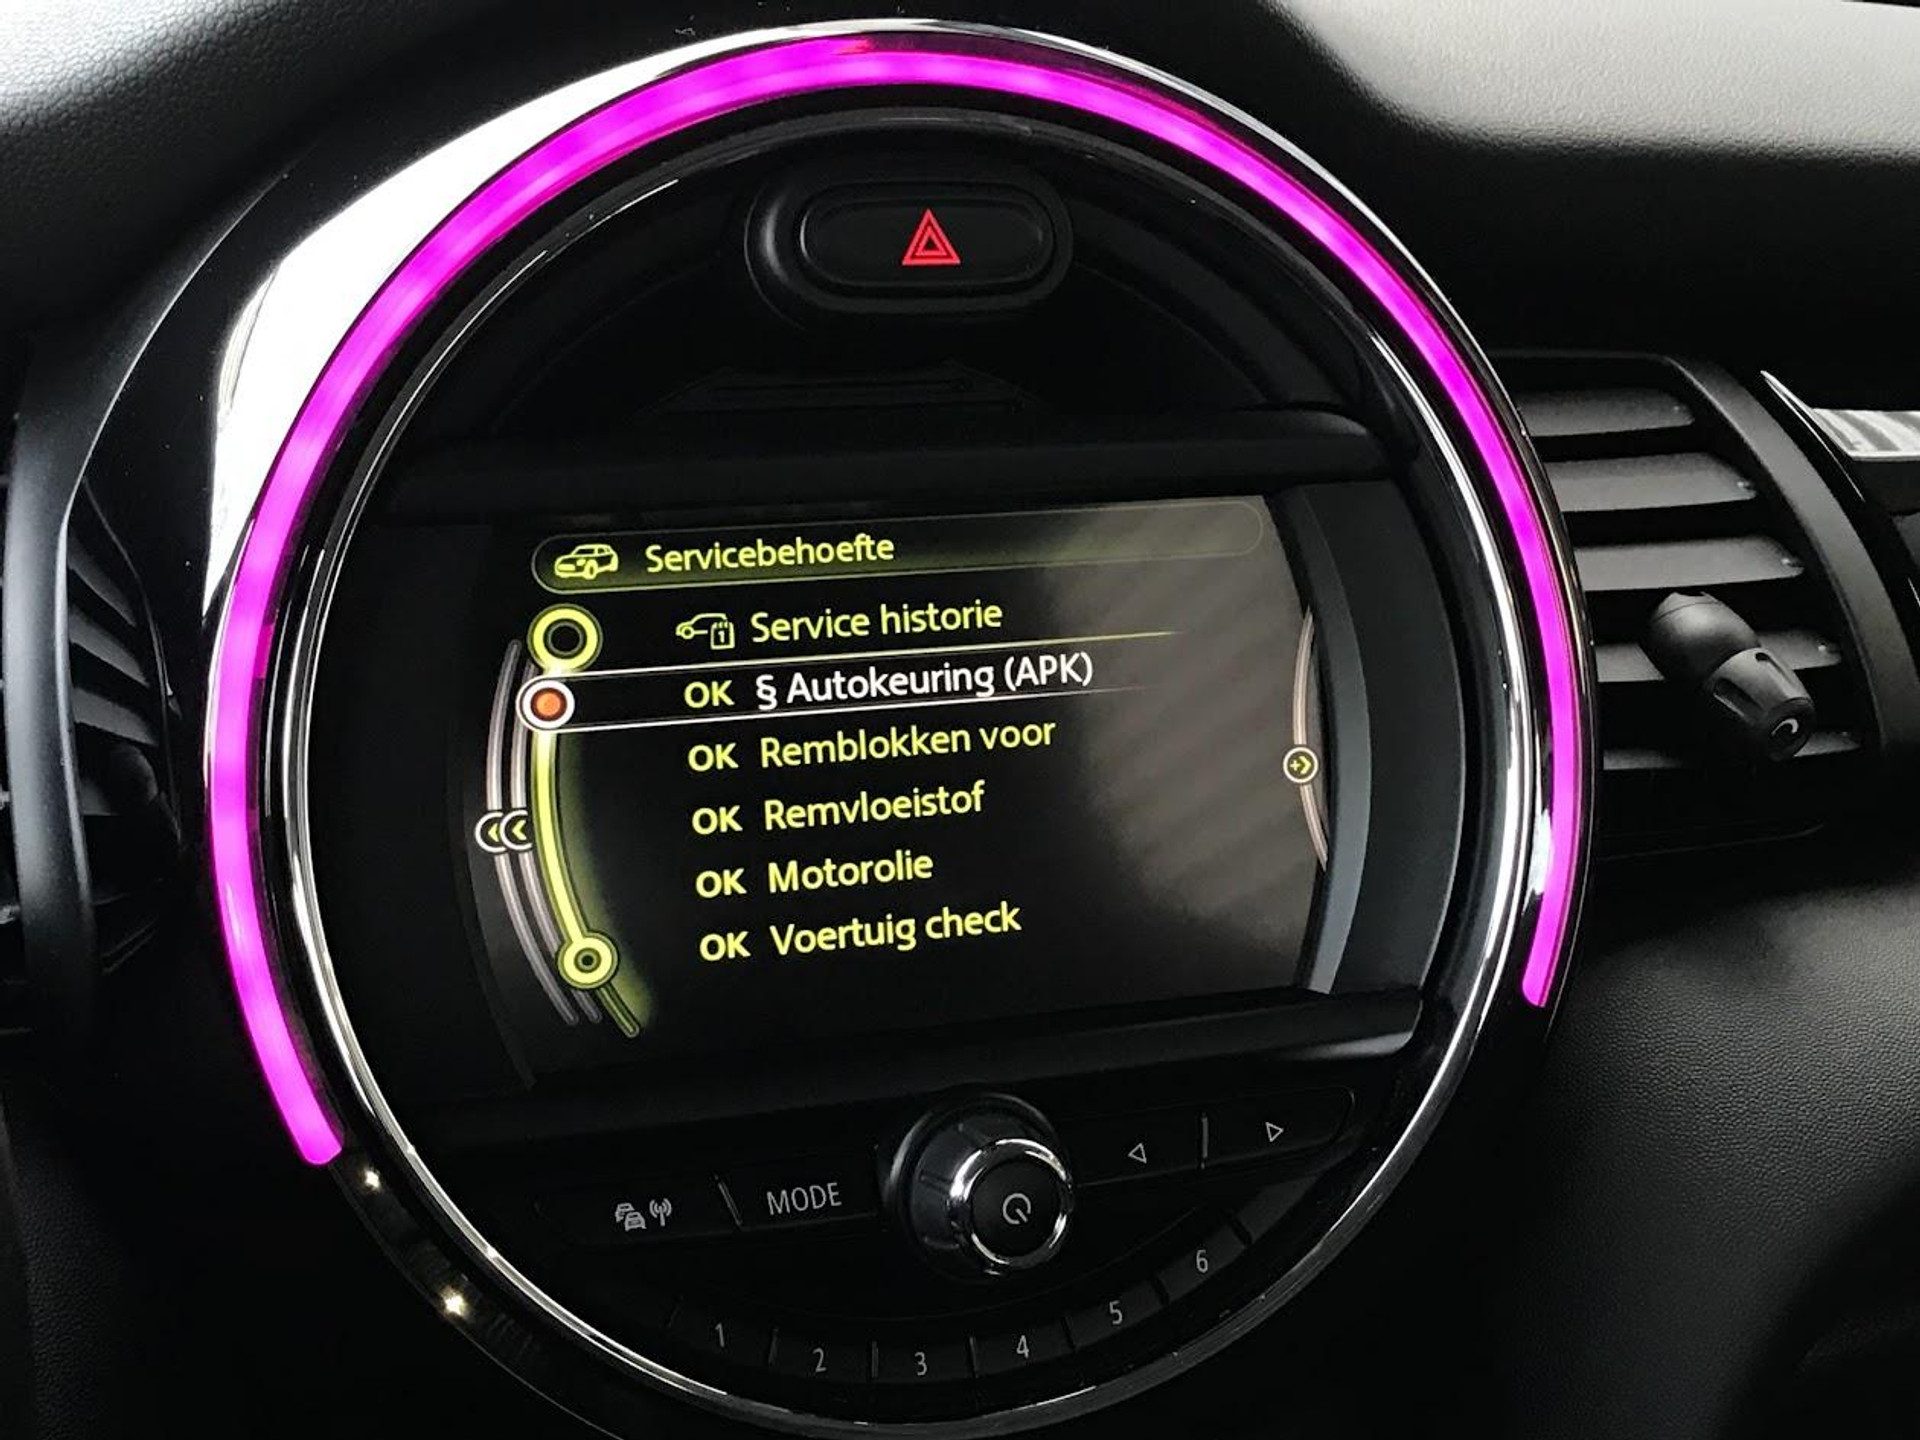 Servicebehoefte
Service historie
OK § Autokeuring (APK)
OK Remblokken voor
OK Remvloeistof
OK Motorolie
OK Voertuig check
MODE
1 2 3 4 5 6